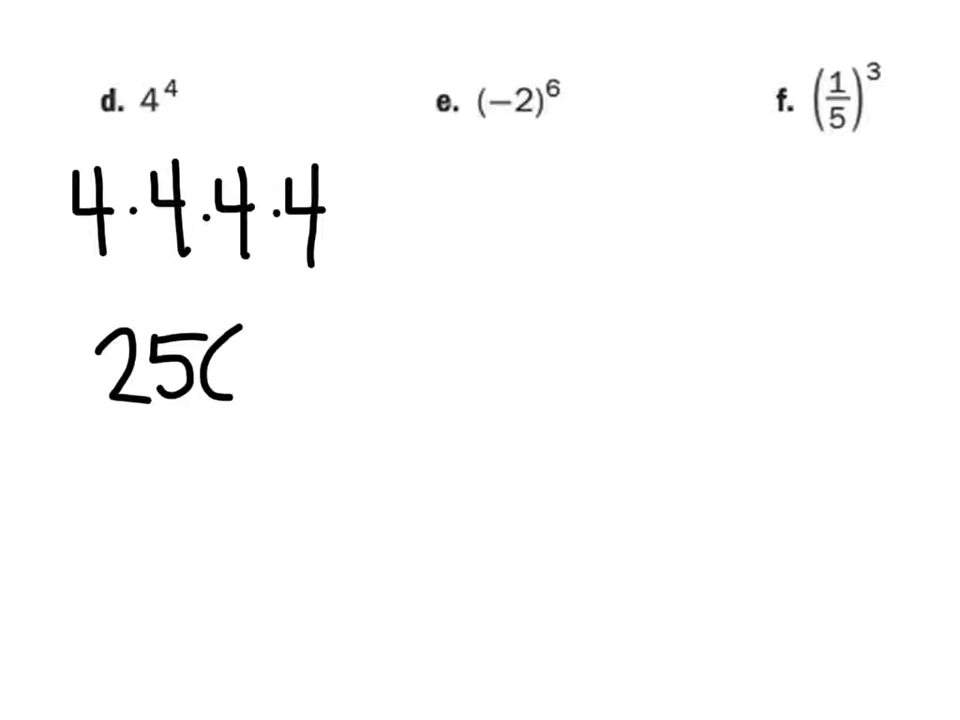 d. 4⁴ e. (−2)⁶ f. (1/5)³
4 · 4 · 4 · 4
25